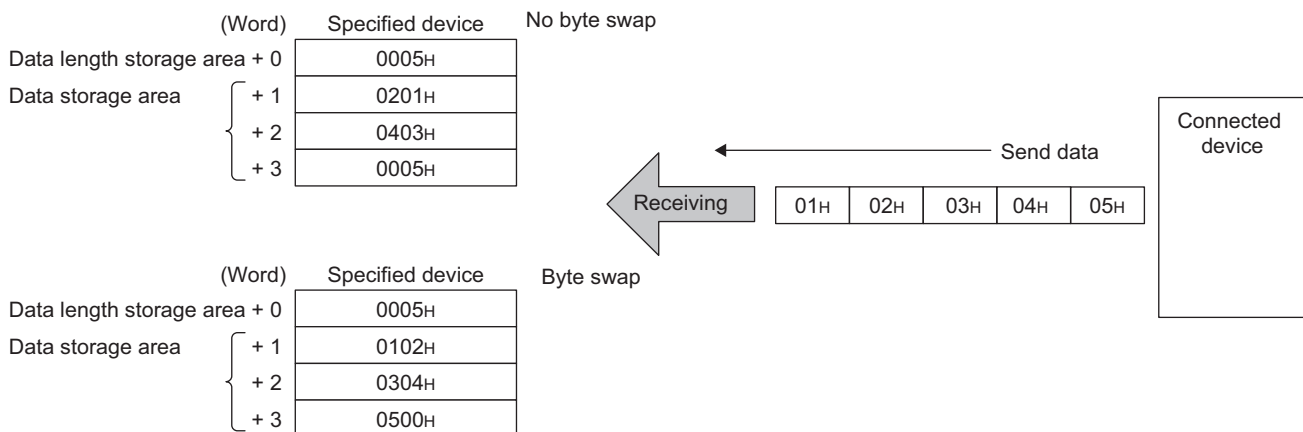 (Word) Specified device No byte swap
Data length storage area + 0 0005H
Data storage area + 1 0201H
+ 2 0403H
+ 3 0005H
Connected
device
Send data
Receiving 01H 02H 03H 04H 05H
(Word) Specified device Byte swap
Data length storage area + 0 0005H
Data storage area + 1 0102H
+ 2 0304H
+ 3 0500H